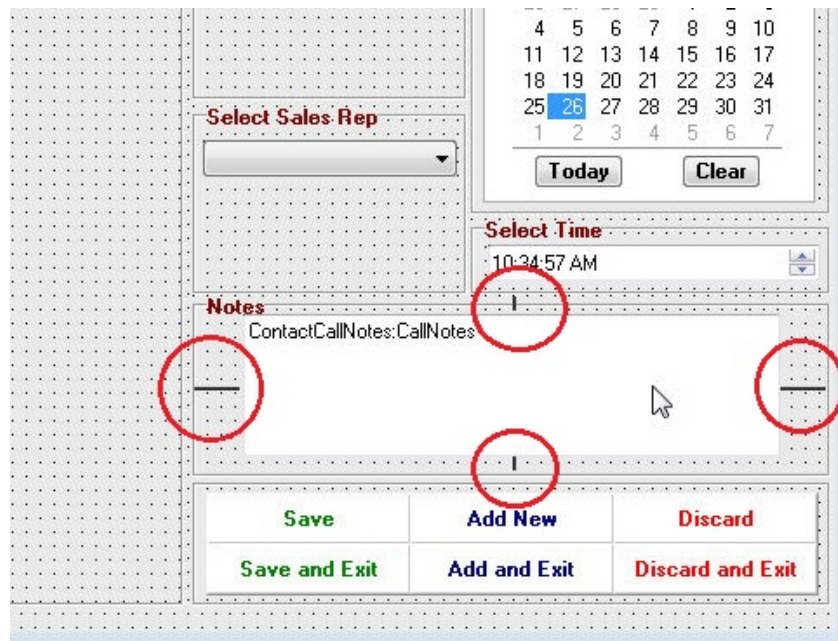 4 5 6 7 8 9 10
11 12 13 14 15 16 17
18 19 20 21 22 23 24
25 26 27 28 29 30 31
1 2 3 4 5 6 7
Today Clear
Select Sales Rep
Select Time
10:34:57 AM
Notes
ContactCallNotes:CallNotes
Save Add New Discard
Save and Exit Add and Exit Discard and Exit